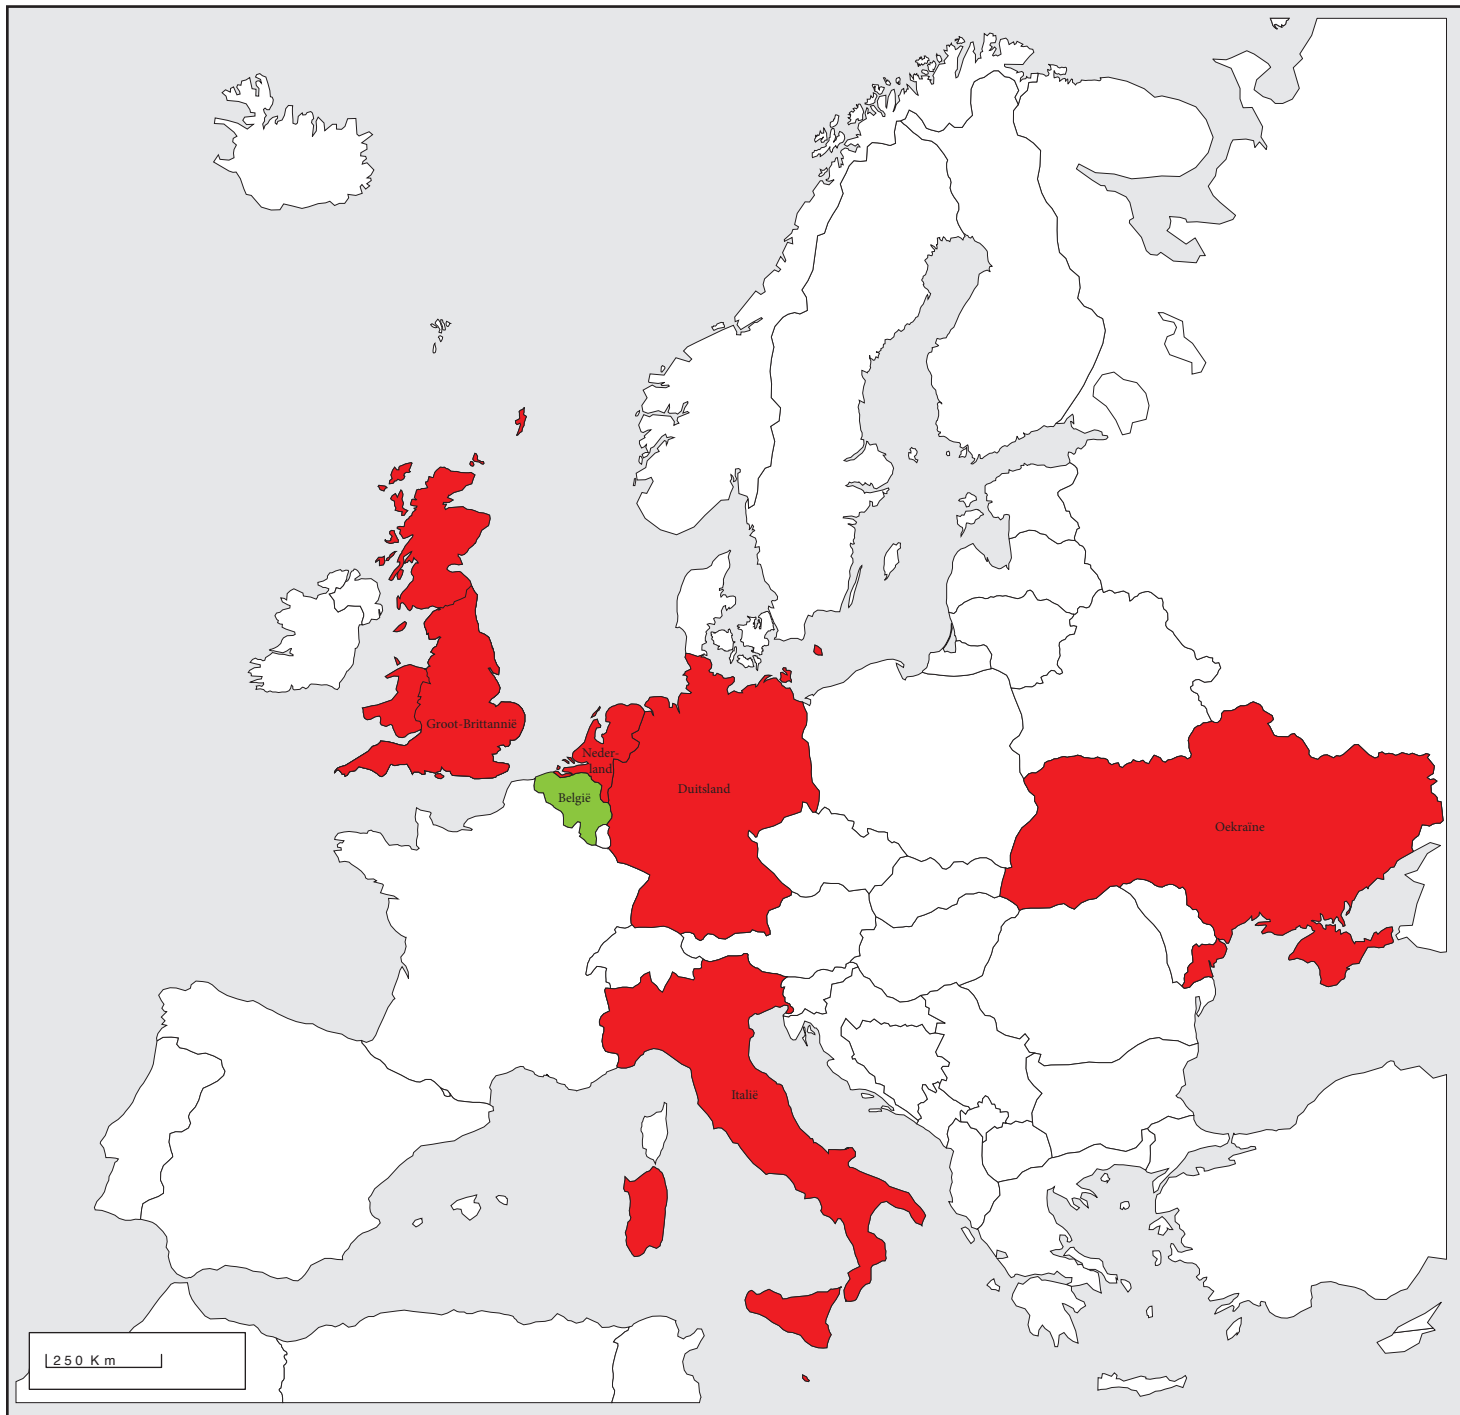 Groot-Brittannië
Neder-
land
België
Duitsland
Oekraïne
Italië
250 Km